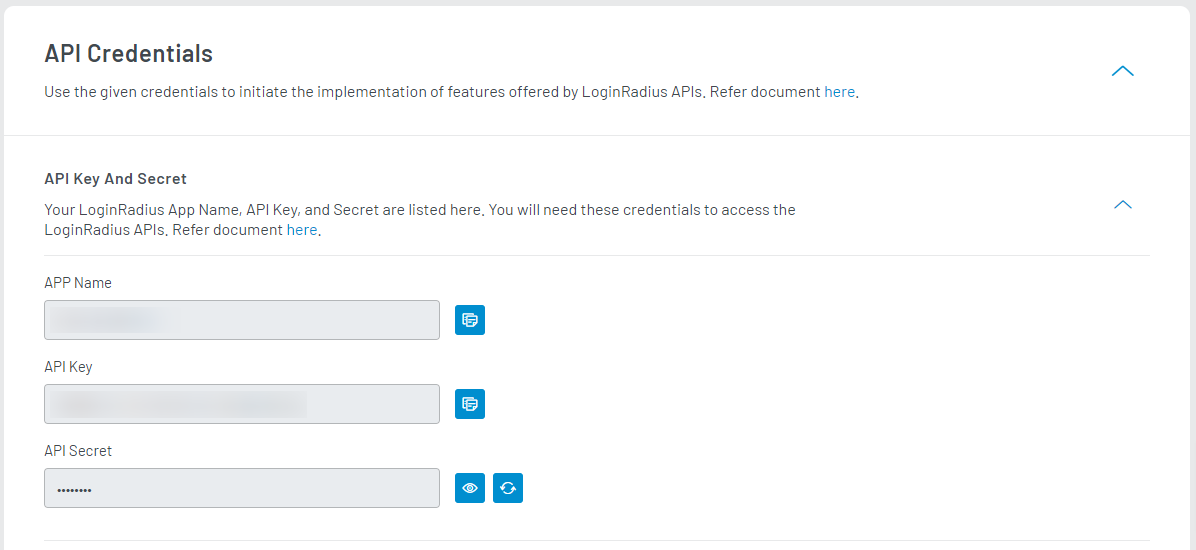 API Credentials
Use the given credentials to initiate the implementation of features offered by LoginRadius APIs. Refer document here.
API Key And Secret
Your LoginRadius App Name, API Key, and Secret are listed here. You will need these credentials to access the
LoginRadius APIs. Refer document here.
APP Name
API Key
API Secret
••••••••